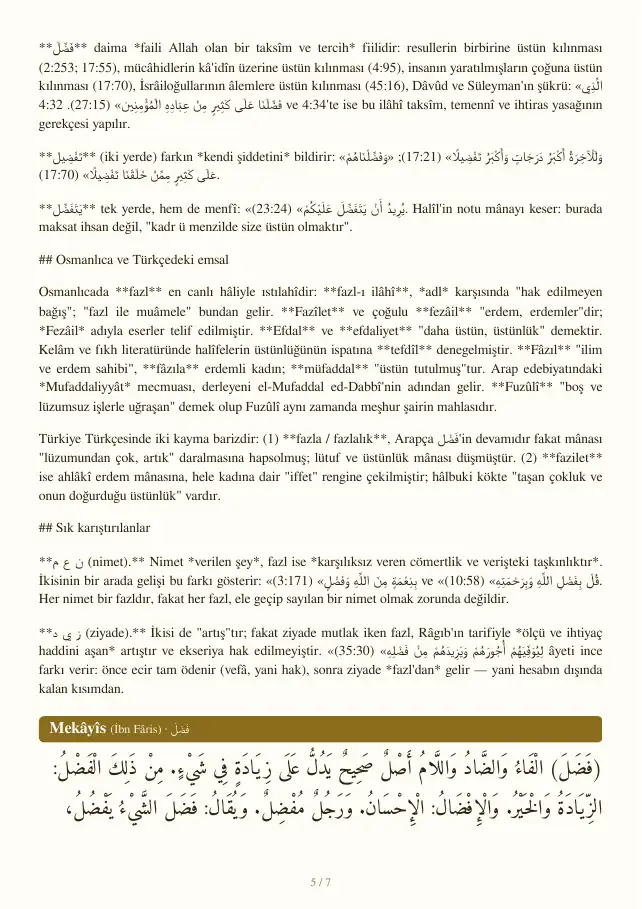 **فَضَّلَ** daima *faili Allah olan bir taksîm ve tercih* fiilidir: resullerin birbirine üstün kılınması
(2:253; 17:55), mücâhidlerin kâ'idîn üzerine üstün kılınması (4:95), insanın yaratılmışların çoğuna üstün
kılınması (17:70), İsrâiloğullarının âlemlere üstün kılınması (45:16), Dâvûd ve Süleyman'ın şükrü: «الَّذِي
فَضَّلَنَا عَلَى كَثِيرٍ مِنْ عِبَادِهِ الْمُؤْمِنِين» (27:15). 4:32 ve 4:34'te ise bu ilâhî taksîm, temennî ve ihtiras yasağının
gerekçesi yapılır.
**تَفْضِيل** (iki yerde) farkın *kendi şiddetini* bildirir: «وَلَلْآخِرَةُ أَكْبَرُ دَرَجَاتٍ وَأَكْبَرُ تَفْضِيلًا» (17:21); «وَفَضَّلْنَاهُمْ
عَلَى كَثِيرٍ مِمَّنْ خَلَقْنَا تَفْضِيلًا» (17:70).
**يَتَفَضَّلَ** tek yerde, hem de menfî: «يُرِيدُ أَنْ يَتَفَضَّلَ عَلَيْكُمْ» (23:24). Halîl'in notu mânayı keser: burada
maksat ihsan değil, "kadr ü menzilde size üstün olmaktır".
## Osmanlıca ve Türkçedeki emsal
Osmanlıcada **fazl** en canlı hâliyle ıstılahîdir: **fazl-ı ilâhî**, *adl* karşısında "hak edilmeyen
bağış"; "fazl ile muâmele" bundan gelir. **Fazîlet** ve çoğulu **fezâil** "erdem, erdemler"dir;
*Fezâil* adıyla eserler telif edilmiştir. **Efdal** ve **efdaliyet** "daha üstün, üstünlük" demektir.
Kelâm ve fıkh literatüründe halîfelerin üstünlüğünün ispatına **tefdîl** denegelmiştir. **Fâzıl** "ilim
ve erdem sahibi", **fâzıla** erdemli kadın; **müfaddal** "üstün tutulmuş"tur. Arap edebiyatındaki
*Mufaddaliyyât* mecmuası, derleyeni el-Mufaddal ed-Dabbî'nin adından gelir. **Fuzûlî** "boş ve
lüzumsuz işlerle uğraşan" demek olup Fuzûlî aynı zamanda meşhur şairin mahlasıdır.
Türkiye Türkçesinde iki kayma barizdir: (1) **fazla / fazlalık**, Arapça فَضْل'in devamıdır fakat mânası
"lüzumundan çok, artık" daralmasına hapsolmuş; lütuf ve üstünlük mânası düşmüştür. (2) **fazilet**
ise ahlâkî erdem mânasına, hele kadına dair "iffet" rengine çekilmiştir; hâlbuki kökte "taşan çokluk ve
onun doğurduğu üstünlük" vardır.
## Sık karıştırılanlar
**ن ع م (nimet).** Nimet *verilen şey*, fazl ise *karşılıksız veren cömertlik ve verişteki taşkınlıktır*.
İkisinin bir arada gelişi bu farkı gösterir: «بِنِعْمَةٍ مِنَ اللَّهِ وَفَضْلٍ» (3:171) ve «قُلْ بِفَضْلِ اللَّهِ وَبِرَحْمَتِهِ» (10:58).
Her nimet bir fazldır, fakat her fazl, ele geçip sayılan bir nimet olmak zorunda değildir.
**ز ي د (ziyade).** İkisi de "artış"tır; fakat ziyade mutlak iken fazl, Râgıb'ın tarifiyle *ölçü ve ihtiyaç
haddini aşan* artıştır ve ekseriya hak edilmeyiştir. «لِيُوَفِّيَهُمْ أُجُورَهُمْ وَيَزِيدَهُمْ مِنْ فَضْلِهِ» (35:30) âyeti ince
farkı verir: önce ecir tam ödenir (vefâ, yani hak), sonra ziyade *fazl'dan* gelir — yani hesabın dışında
kalan kısımdan.
Mekâyîs (İbn Fâris) · فَضَلَ
(فَضَلَ) الْفَاءُ وَالضَّادُ وَاللَّامُ أَصْلٌ صَحِيحٌ يَدُلُّ عَلَى زِيَادَةٍ فِي شَيْءٍ. مِنْ ذَلِكَ الْفَضْلُ:
الزِّيَادَةُ وَالْخَيْرُ. وَالْإِفْضَالُ: الْإِحْسَانُ. وَرَجُلٌ مُفْضِلٌ. وَيُقَالُ: فَضَلَ الشَّيْءُ يَفْضُلُ،
5 / 7